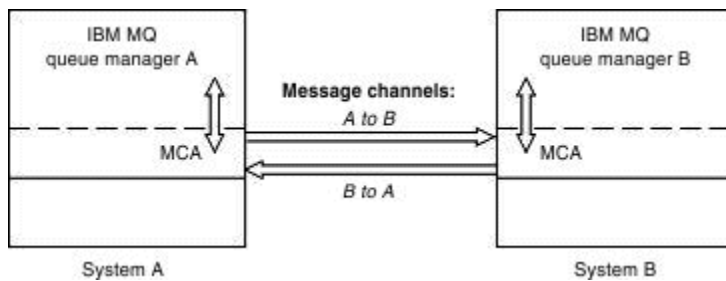 IBM MQ
queue manager A
MCA
System A
Message channels:
A to B
B to A
IBM MQ
queue manager B
MCA
System B